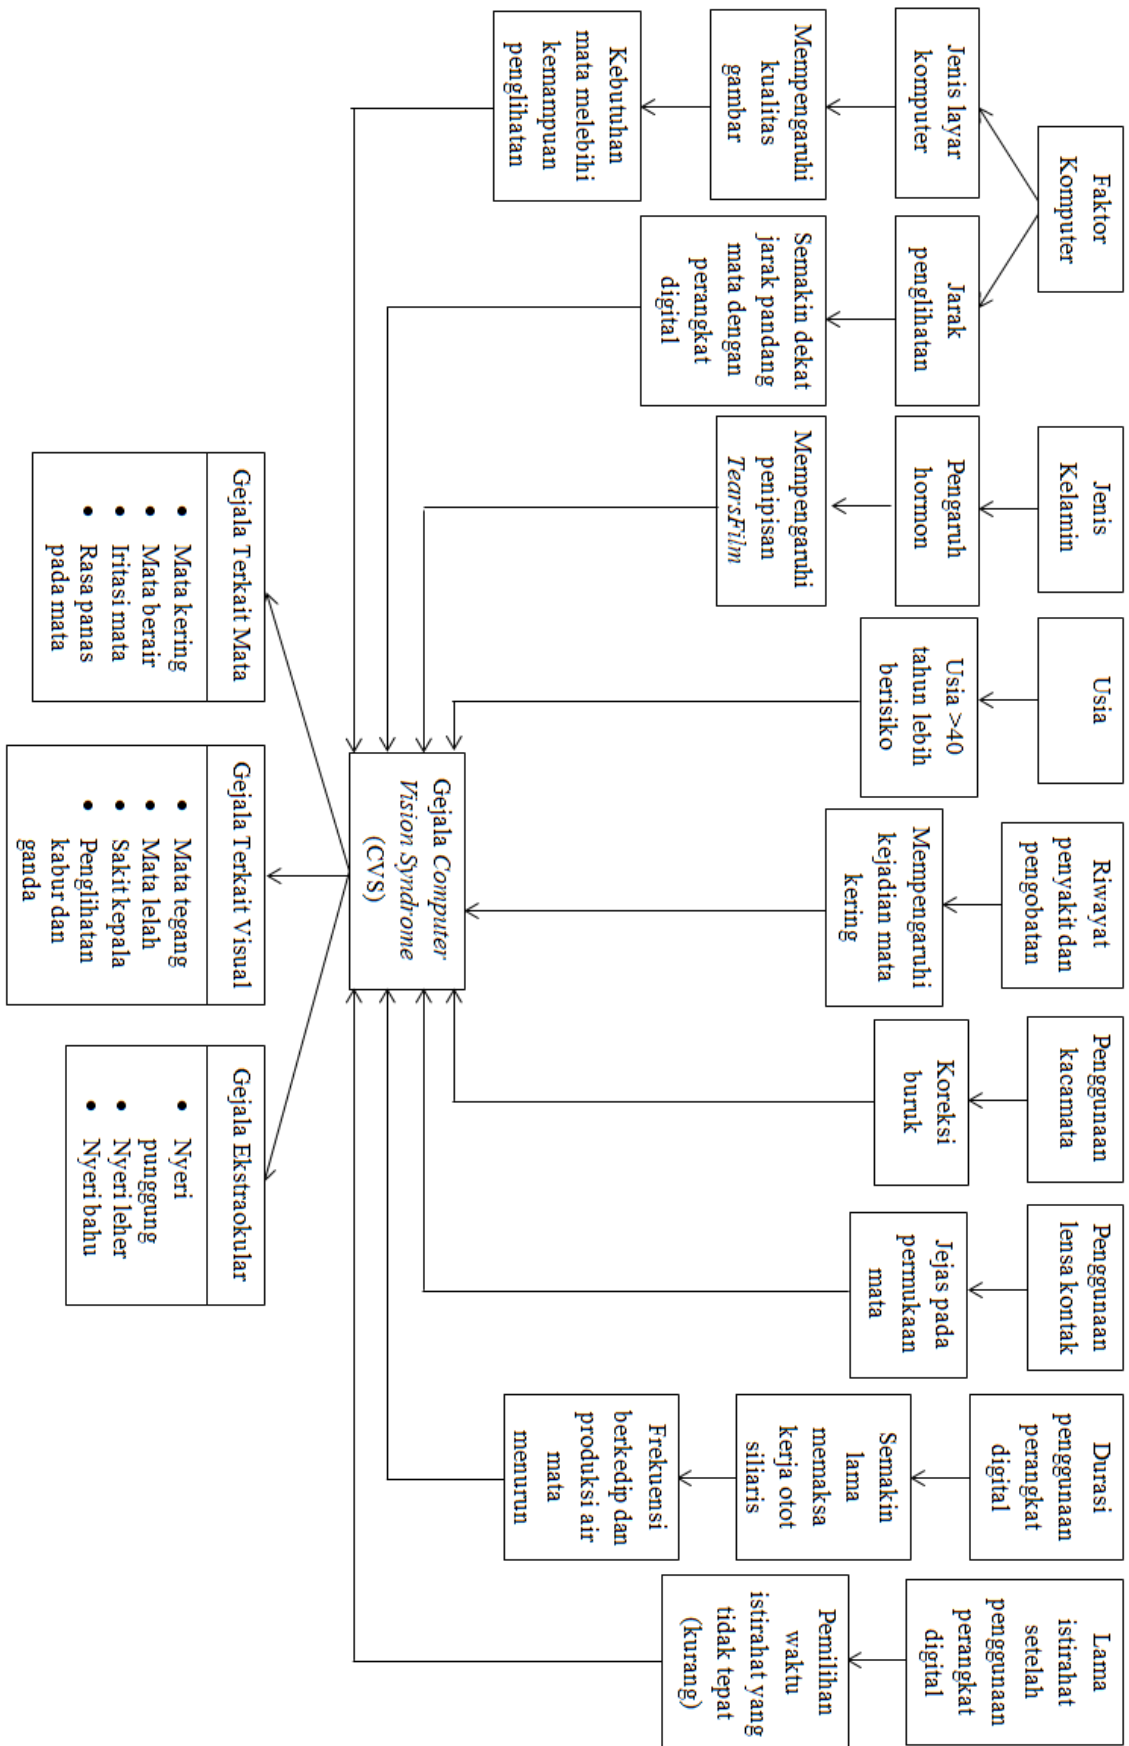 Faktor
Komputer
Jenis
Kelamin
Usia
Riwayat
penyakit dan
pengobatan
Penggunaan
kacamata
Penggunaan
lensa kontak
Durasi
penggunaan
perangkat
digital
Lama
istirahat
setelah
penggunaan
perangkat
digital
Jenis layar
komputer
Jarak
penglihatan
Pengaruh
hormon
Usia >40
tahun lebih
berisiko
Mempengaruhi
kejadian mata
kering
Koreksi
buruk
Jejas pada
permukaan
mata
Semakin
lama
memaksa
kerja otot
siliaris
Pemilihan
waktu
istirahat yang
tidak tepat
(kurang)
Mempengaruhi
kualitas
gambar
Semakin dekat
jarak pandang
mata dengan
perangkat
digital
Mempengaruhi
penipisan
TearsFilm
Frekuensi
berkedip dan
produksi air
mata
menurun
Kebutuhan
mata melebihi
kemampuan
penglihatan
Gejala Computer
Vision Syndrome
(CVS)
Gejala Terkait Mata
• Mata kering
• Mata berair
• Iritasi mata
• Rasa panas
pada mata
Gejala Terkait Visual
• Mata tegang
• Mata lelah
• Sakit kepala
• Penglihatan
kabur dan
ganda
Gejala Ekstraokular
• Nyeri
punggung
• Nyeri leher
• Nyeri bahu